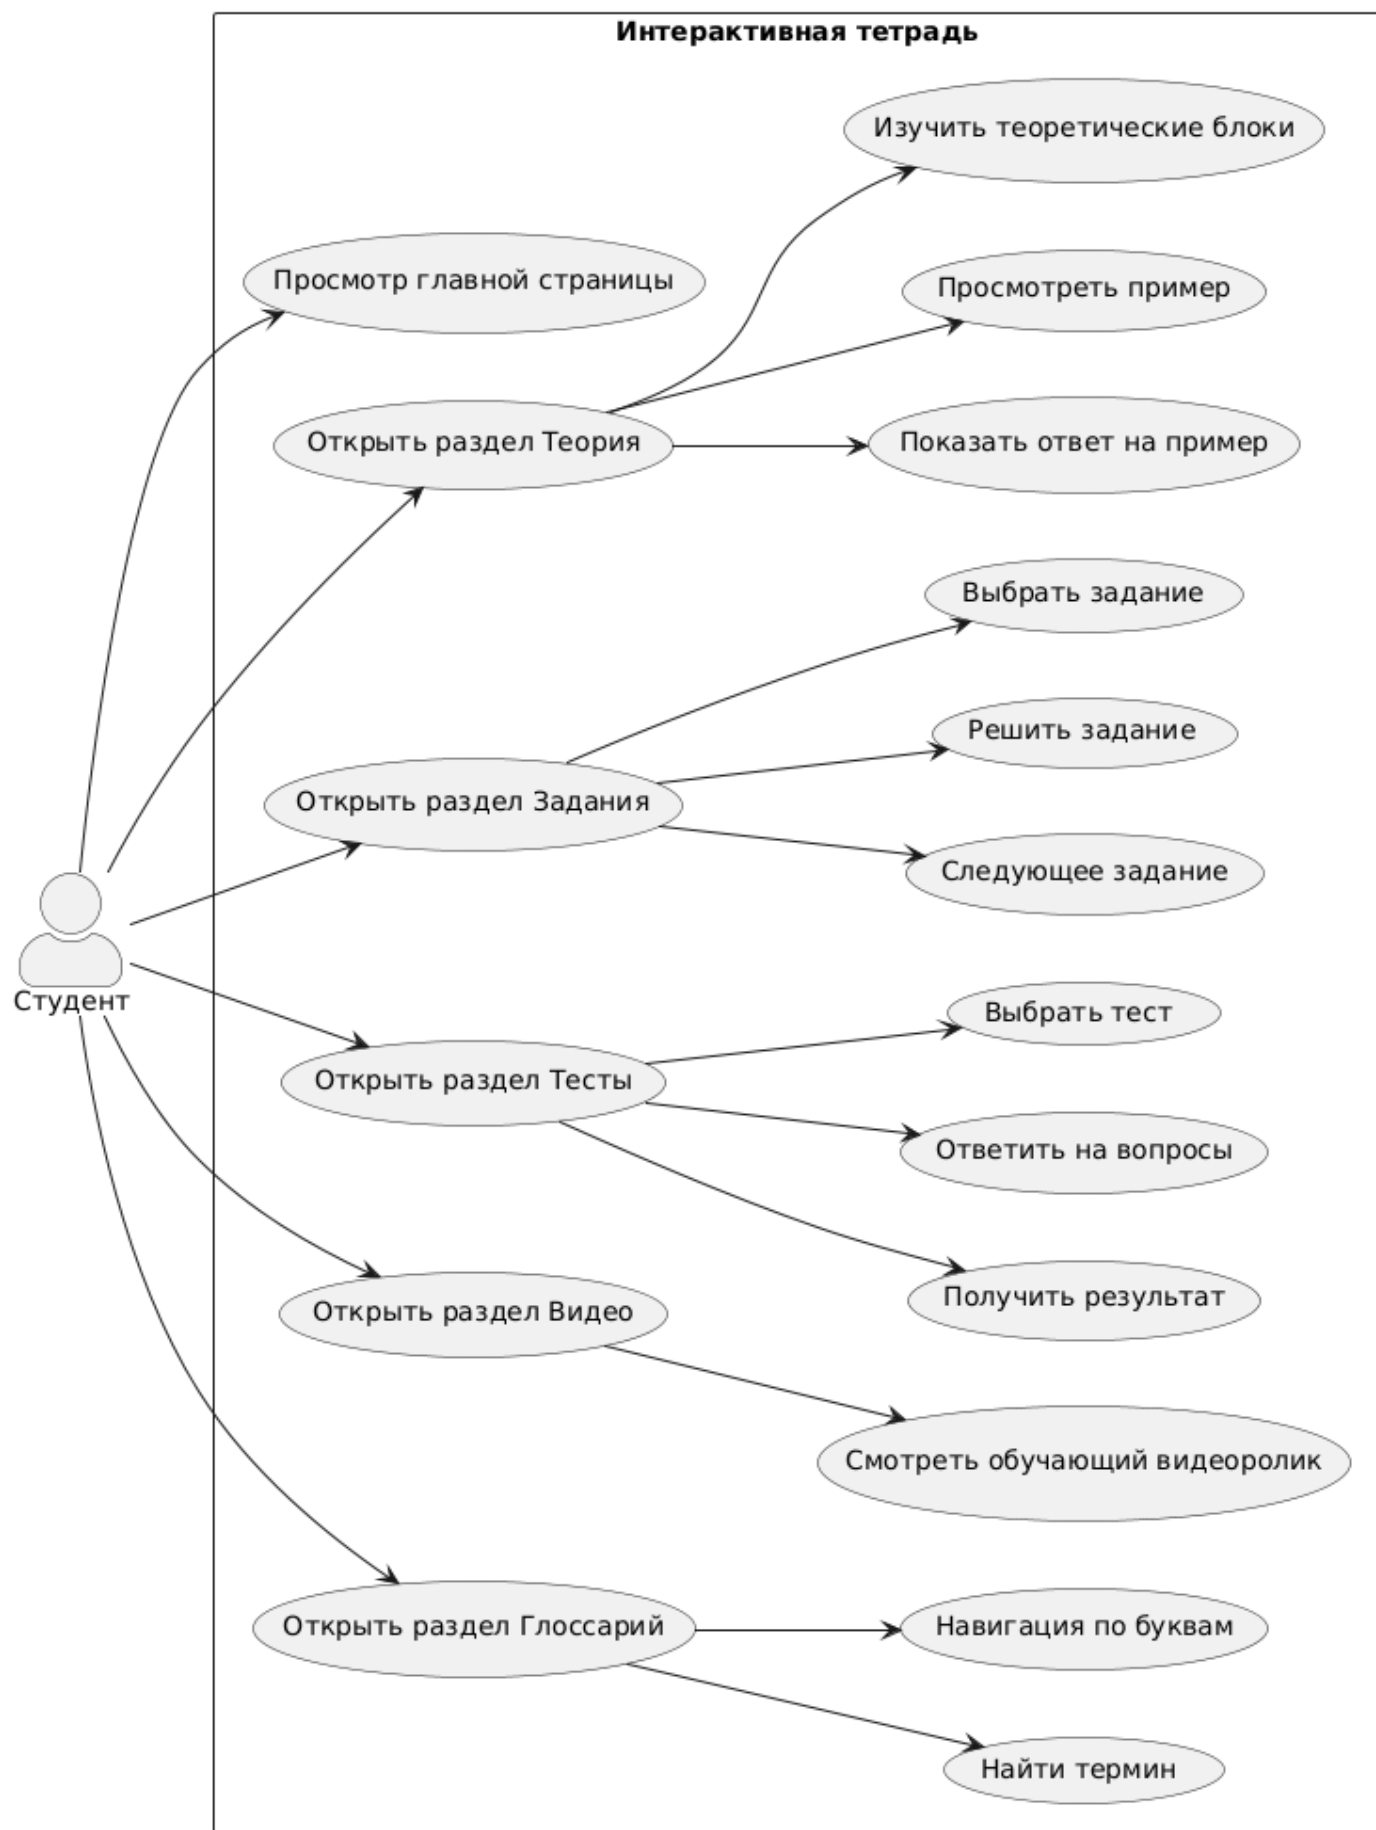 Интерактивная тетрадь
Изучить теоретические блоки
Просмотр главной страницы
Просмотреть пример
Открыть раздел Теория
Показать ответ на пример
Выбрать задание
Решить задание
Открыть раздел Задания
Следующее задание
Студент
Выбрать тест
Открыть раздел Тесты
Ответить на вопросы
Получить результат
Открыть раздел Видео
Смотреть обучающий видеоролик
Открыть раздел Глоссарий
Навигация по буквам
Найти термин